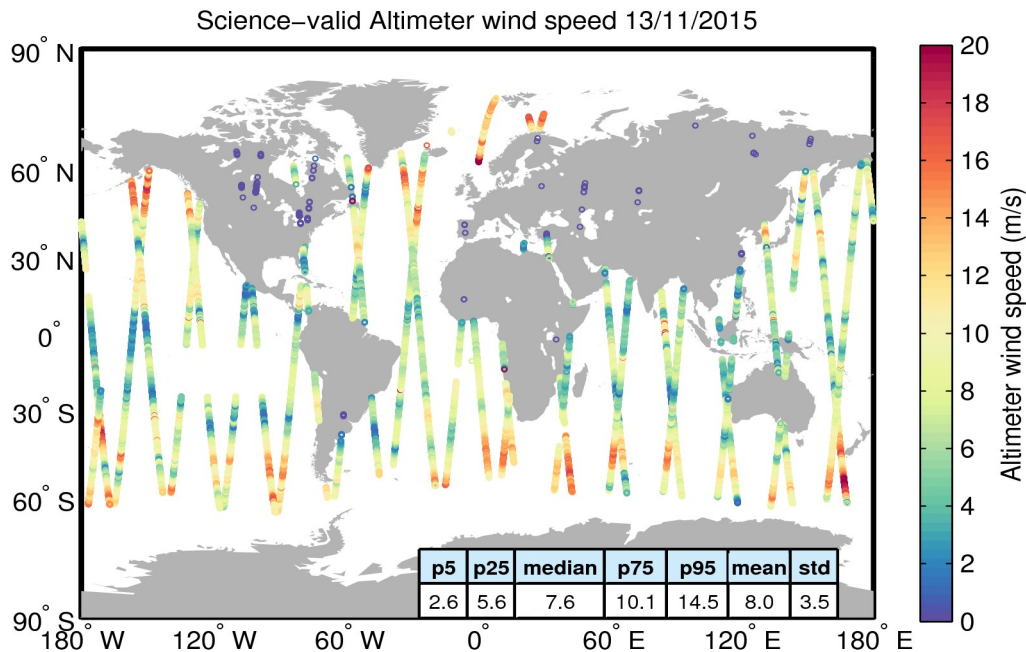 Science−valid Altimeter wind speed 13/11/2015
90° N
60° N
30° N
0°
30° S
60° S
90° S
180° W
120° W
60° W
0°
60° E
120° E
180° E
p5 p25 median p75 p95 mean std
2.6 5.6 7.6 10.1 14.5 8.0 3.5
20
18
16
14
12
10
8
6
4
2
0
Altimeter wind speed (m/s)